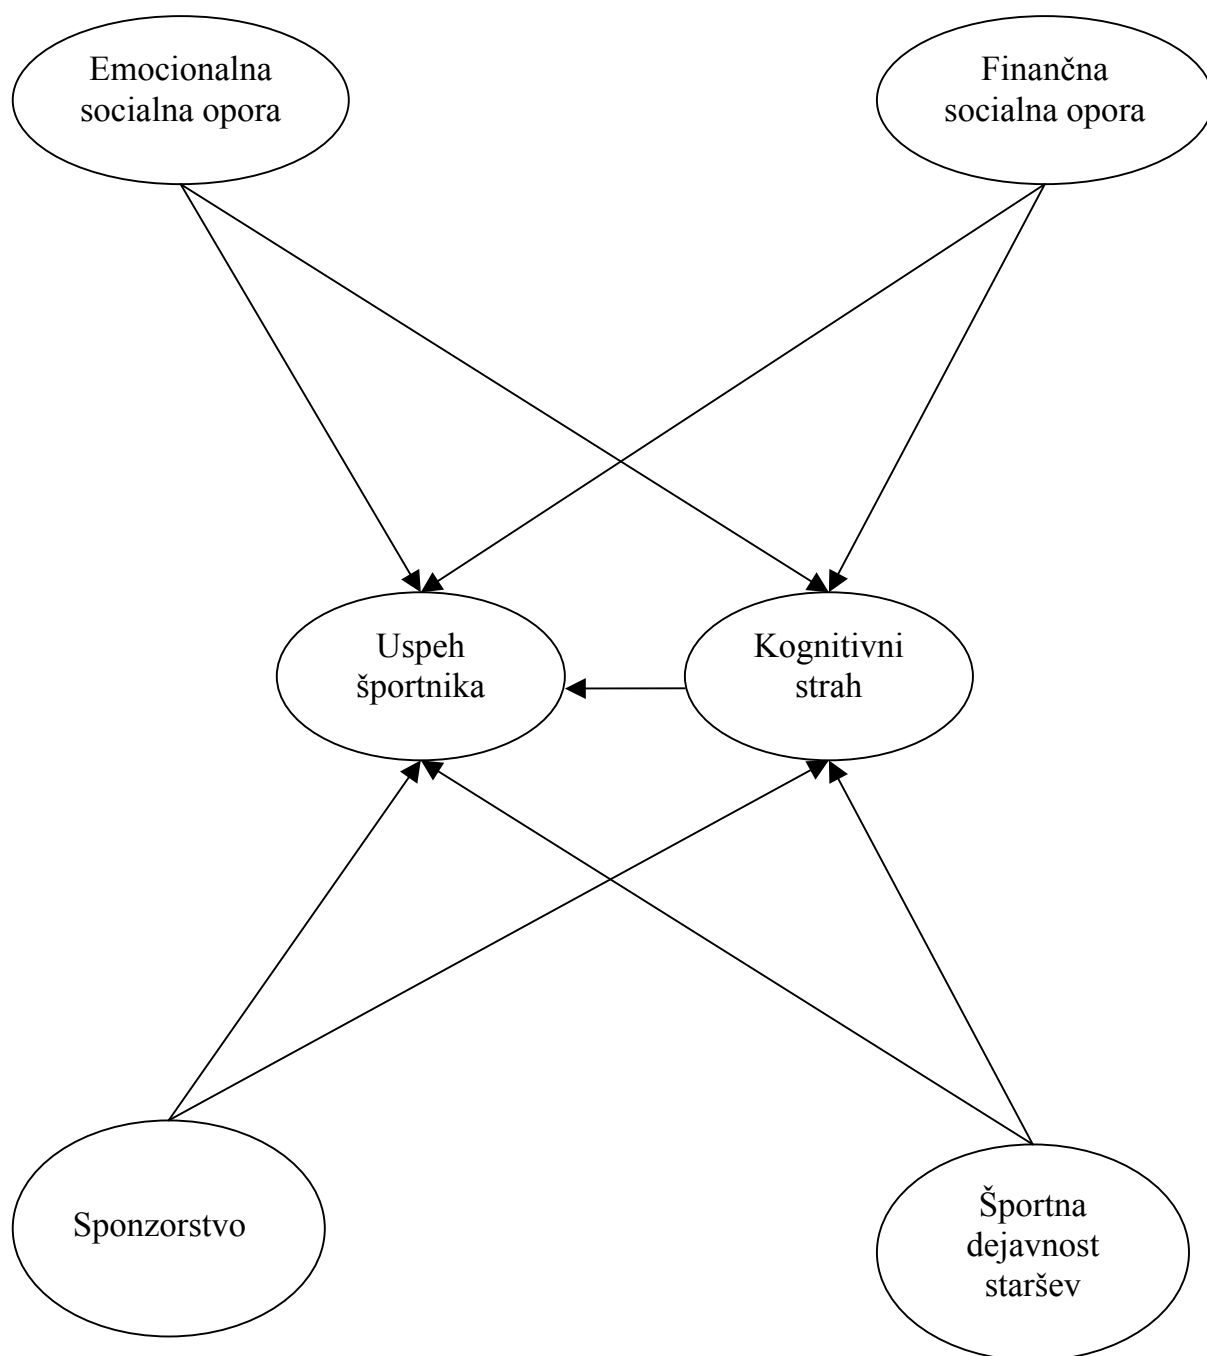 Emocionalna
socialna opora
Finančna
socialna opora
Uspeh
športnika
Kognitivni
strah
Sponzorstvo
Športna
dejavnost
staršev